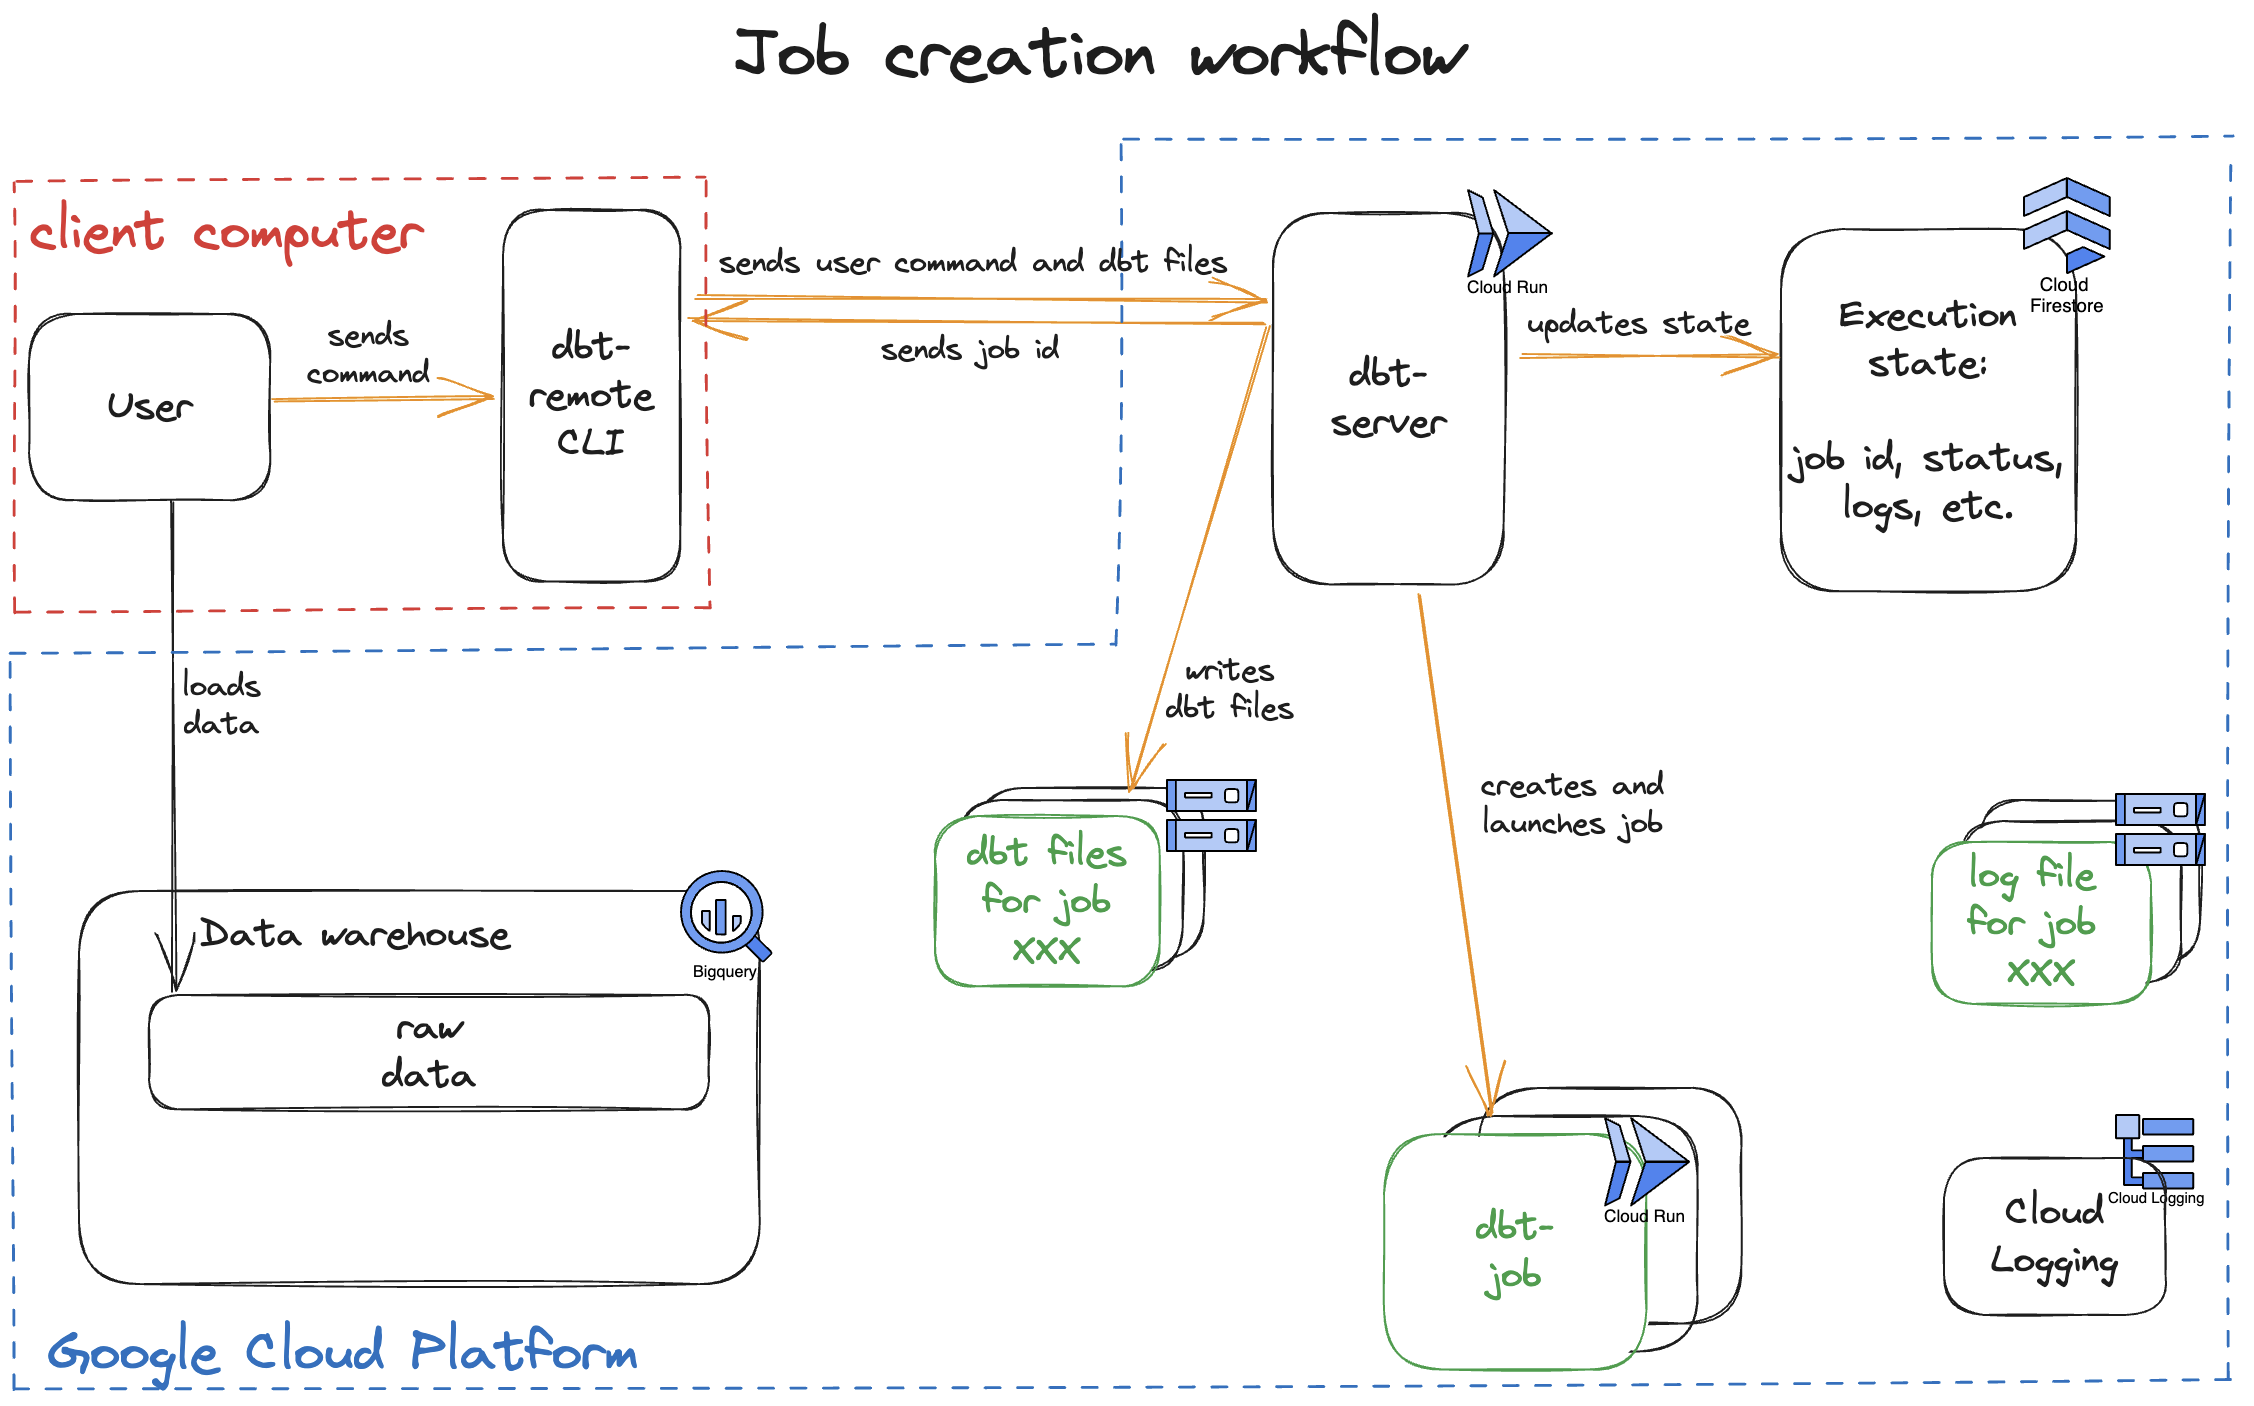 Job creation workflow
client computer
User
sends
command
dbt-
remote
CLI
sends user command and dbt files
sends job id
dbt-
server
Cloud Run
updates state
Cloud
Firestore
Execution
state:
job id, status,
logs, etc.
loads
data
writes
dbt files
creates and
launches job
Data warehouse
Bigquery
raw
data
dbt files
for job
XXX
log file
for job
XXX
dbt-
job
Cloud Run
Cloud Logging
Cloud
Logging
Google Cloud Platform